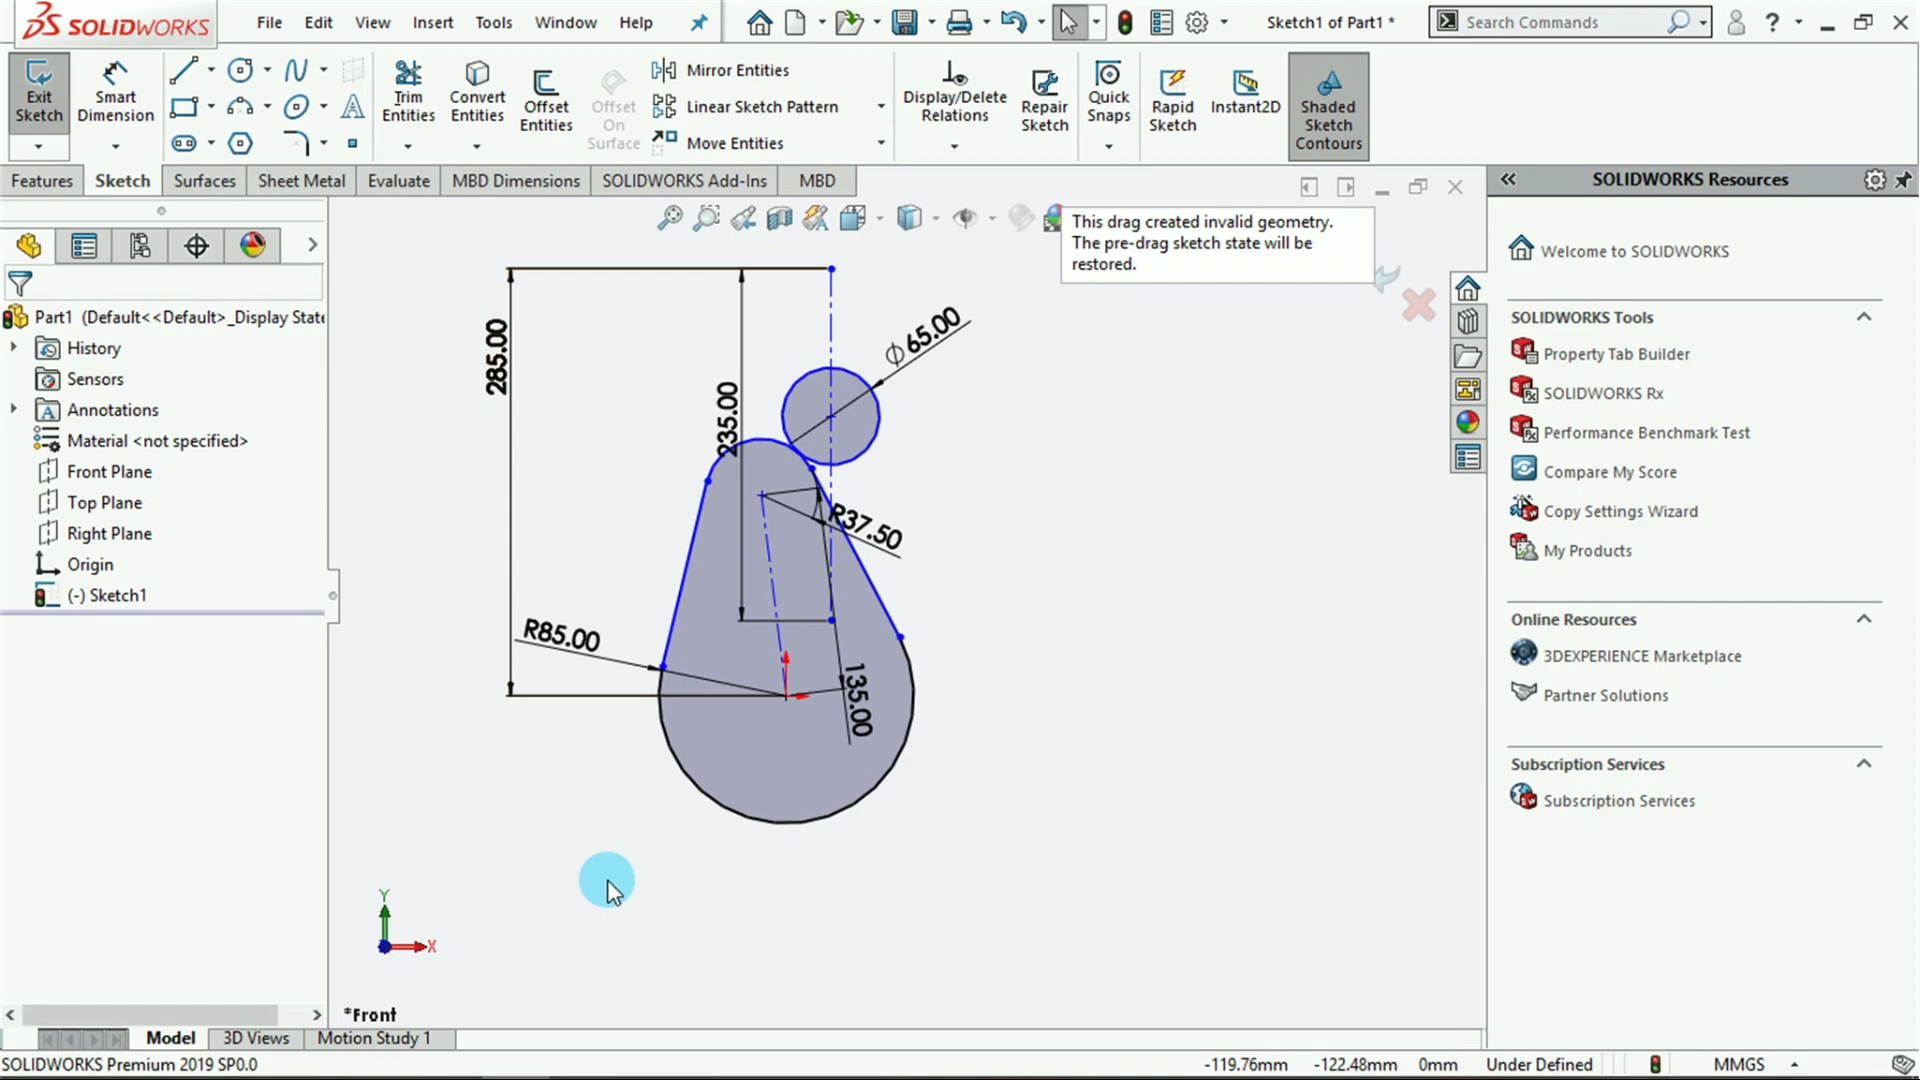 SOLIDWORKS
File Edit View Insert Tools Window Help
Sketch1 of Part1 *
Search Commands
Exit Sketch
Smart Dimension
Trim Entities
Convert Entities
Offset Entities
Offset On Surface
Mirror Entities
Linear Sketch Pattern
Move Entities
Display/Delete Relations
Repair Sketch
Quick Snaps
Rapid Sketch
Instant2D
Shaded Sketch Contours
Features Sketch Surfaces Sheet Metal Evaluate MBD Dimensions SOLIDWORKS Add-Ins MBD
SOLIDWORKS Resources
This drag created invalid geometry.
The pre-drag sketch state will be
restored.
Part1 (Default<<Default>_Display State
History
Sensors
Annotations
Material <not specified>
Front Plane
Top Plane
Right Plane
Origin
(-) Sketch1
285.00
235.00
⌀65.00
R37.50
R85.00
135.00
Y
X
*Front
Welcome to SOLIDWORKS
SOLIDWORKS Tools
Property Tab Builder
SOLIDWORKS Rx
Performance Benchmark Test
Compare My Score
Copy Settings Wizard
My Products
Online Resources
3DEXPERIENCE Marketplace
Partner Solutions
Subscription Services
Subscription Services
Model 3D Views Motion Study 1
SOLIDWORKS Premium 2019 SP0.0
-119.76mm -122.48mm 0mm Under Defined MMGS